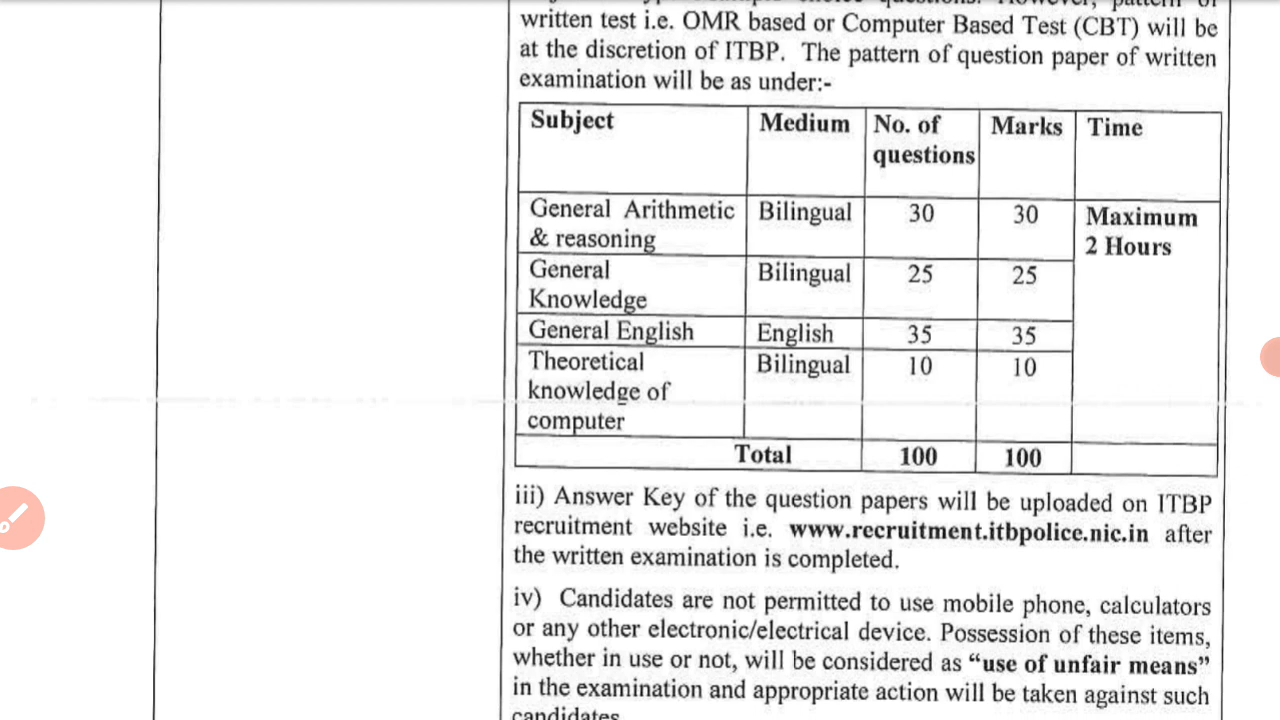 written test i.e. OMR based or Computer Based Test (CBT) will be
at the discretion of ITBP. The pattern of question paper of written
examination will be as under:-
Subject Medium No. of questions Marks Time
General Arithmetic & reasoning Bilingual 30 30 Maximum 2 Hours
General Knowledge Bilingual 25 25
General English English 35 35
Theoretical knowledge of computer Bilingual 10 10
Total 100 100
iii) Answer Key of the question papers will be uploaded on ITBP
recruitment website i.e. www.recruitment.itbpolice.nic.in after
the written examination is completed.
iv) Candidates are not permitted to use mobile phone, calculators
or any other electronic/electrical device. Possession of these items,
whether in use or not, will be considered as “use of unfair means”
in the examination and appropriate action will be taken against such
candidates